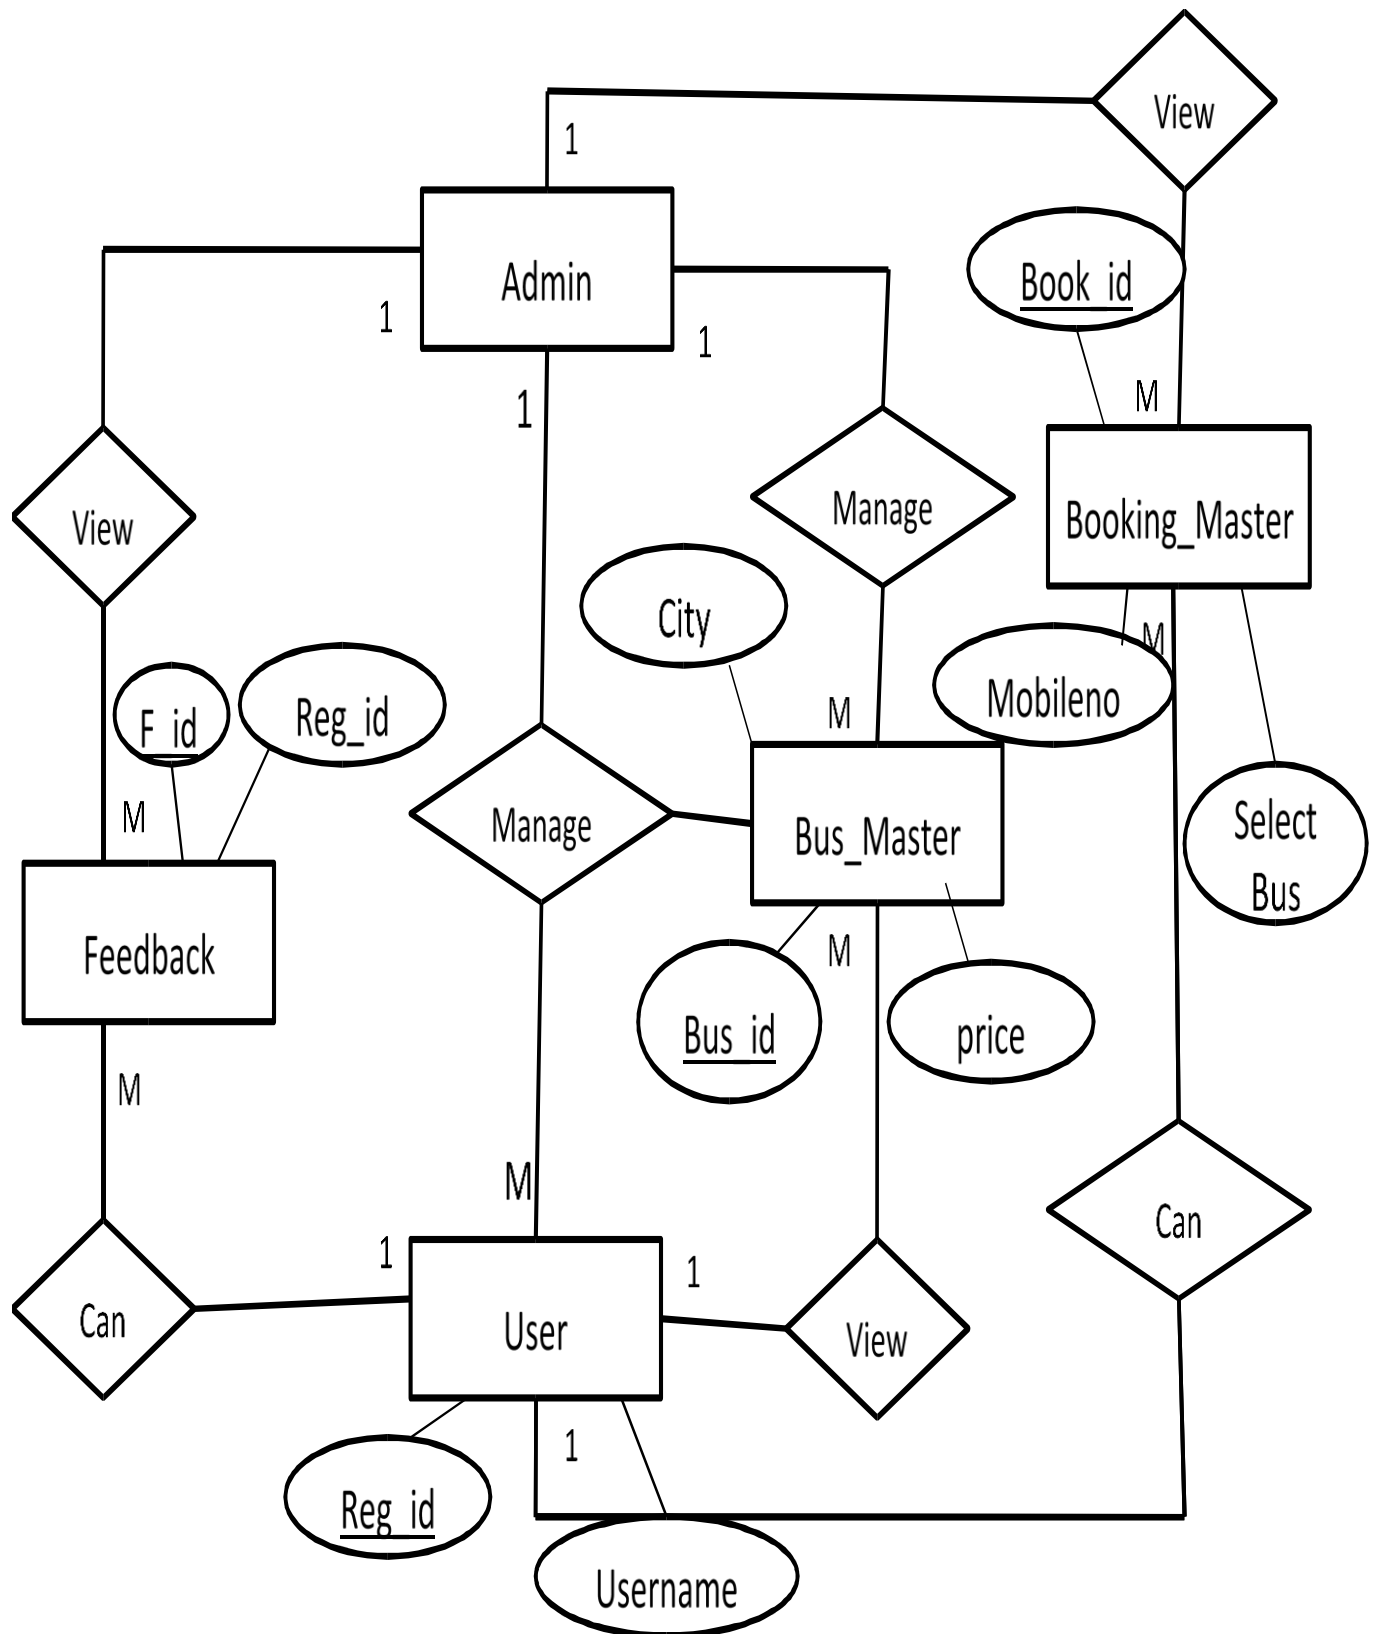 View
1
Admin
Book_id
1
1
1
M
View
Manage
Booking_Master
City
M
F_id
Reg_id
M
Mobileno
M
Manage
Bus_Master
Select
Bus
Feedback
M
Bus_id
price
M
M
Can
1
1
Can
User
View
1
Reg_id
Username